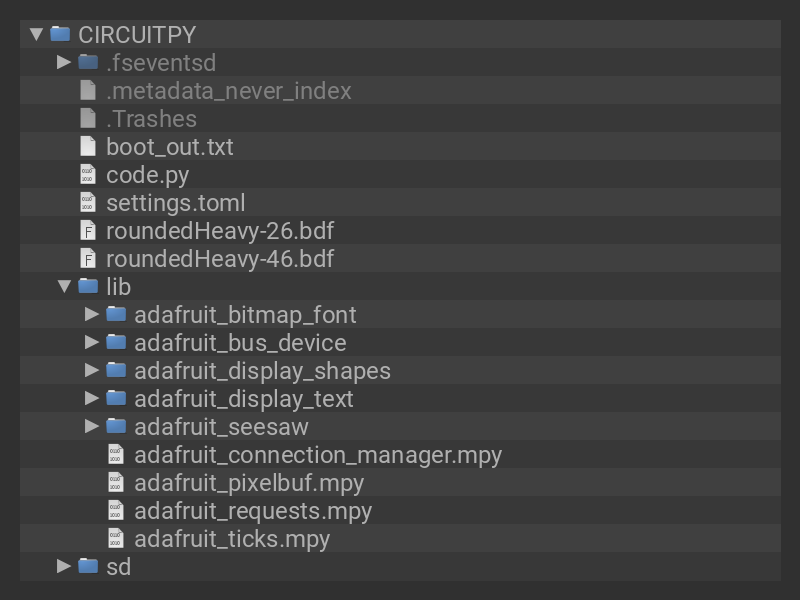 CIRCUITPY
.fseventsd
.metadata_never_index
.Trashes
boot_out.txt
code.py
settings.toml
roundedHeavy-26.bdf
roundedHeavy-46.bdf
lib
adafruit_bitmap_font
adafruit_bus_device
adafruit_display_shapes
adafruit_display_text
adafruit_seesaw
adafruit_connection_manager.mpy
adafruit_pixelbuf.mpy
adafruit_requests.mpy
adafruit_ticks.mpy
sd